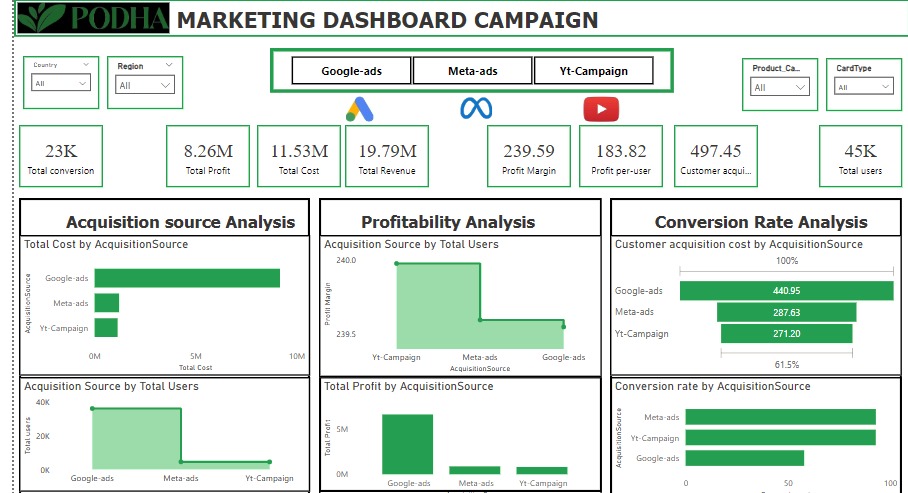 PODHA
MARKETING DASHBOARD CAMPAIGN
Country
All
Region
All
Google-ads
Meta-ads
Yt-Campaign
Product_Ca...
All
CardType
All
23K
Total conversion
8.26M
Total Profit
11.53M
Total Cost
19.79M
Total Revenue
239.59
Profit Margin
183.82
Profit per-user
497.45
Customer acqui...
45K
Total users
Acquisition source Analysis
Total Cost by AcquisitionSource
AcquisitionSource
Google-ads
Meta-ads
Yt-Campaign
0M
5M
10M
Total Cost
Acquisition Source by Total Users
Total users
40K
20K
0K
Google-ads
Meta-ads
Yt-Campaign
Profitability Analysis
Acquisition Source by Total Users
Profit Margin
240.0
239.5
Yt-Campaign
Meta-ads
Google-ads
AcquisitionSource
Total Profit by AcquisitionSource
Total Profit
5M
0M
Google-ads
Meta-ads
Yt-Campaign
Conversion Rate Analysis
Customer acquisition cost by AcquisitionSource
100%
Google-ads
440.95
Meta-ads
287.63
Yt-Campaign
271.20
61.5%
Conversion rate by AcquisitionSource
AcquisitionSource
Meta-ads
Yt-Campaign
Google-ads
0
50
100